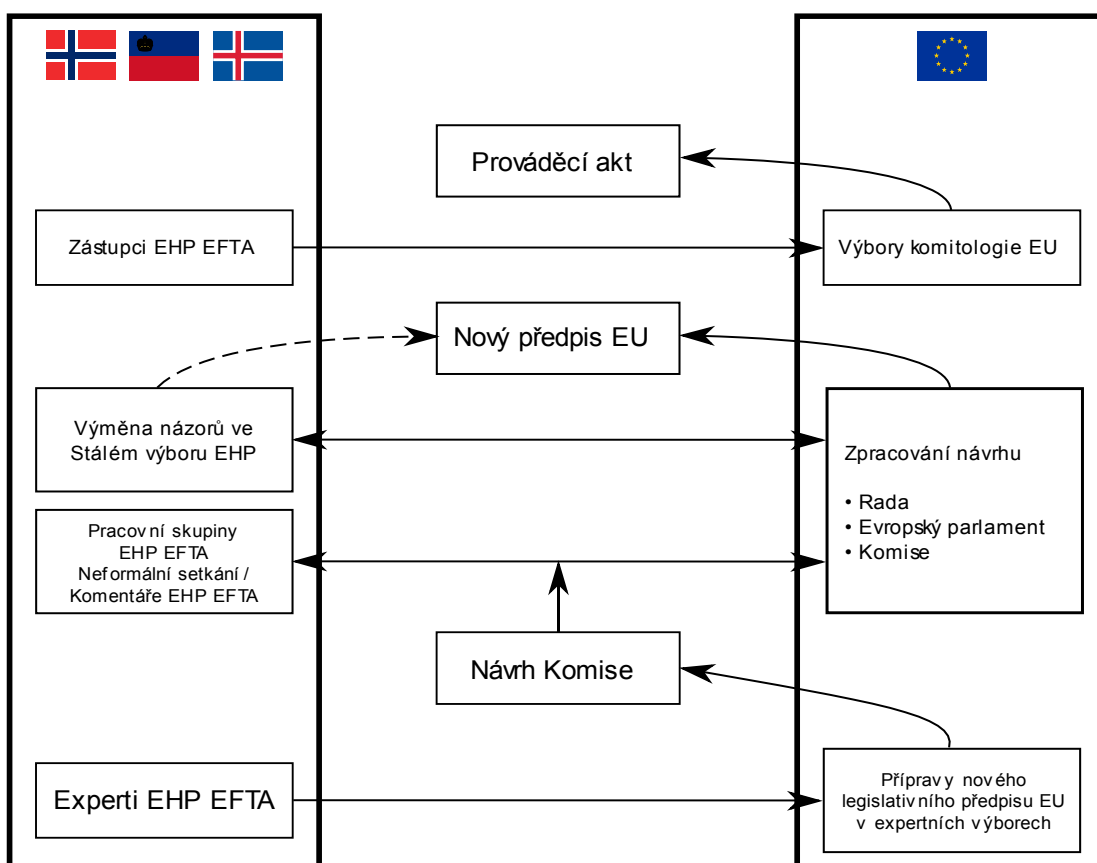 Prováděcí akt
Zástupci EHP EFTA
Výbory komitologie EU
Nový předpis EU
Výměna názorů ve
Stálém výboru EHP
Zpracování návrhu
• Rada
• Evropský parlament
• Komise
Pracovní skupiny
EHP EFTA
Neformální setkání /
Komentáře EHP EFTA
Návrh Komise
Experti EHP EFTA
Přípravy nového
legislativního předpisu EU
v expertních výborech